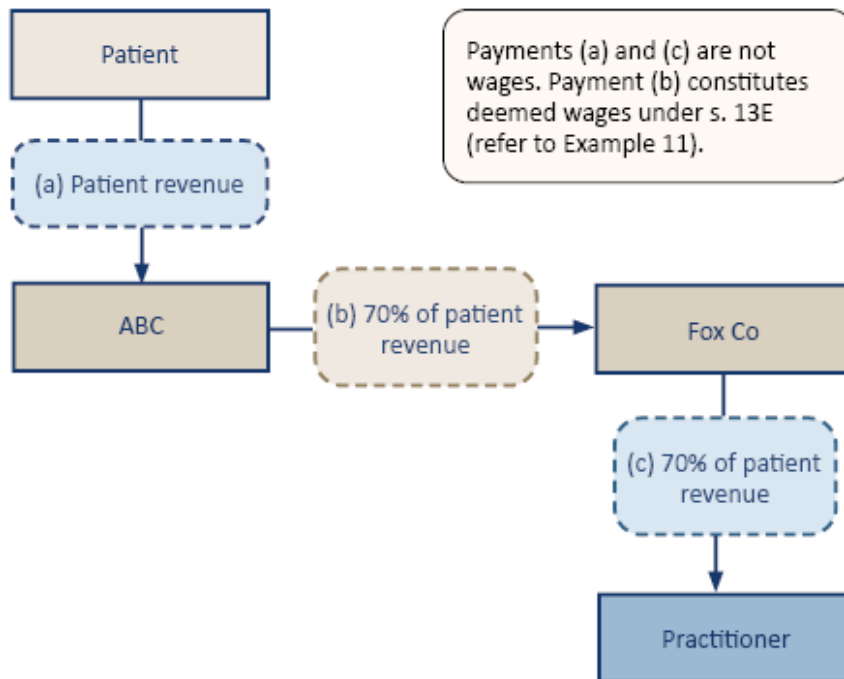 Patient
Payments (a) and (c) are not
wages. Payment (b) constitutes
deemed wages under s. 13E
(refer to Example 11).
(a) Patient revenue
ABC
(b) 70% of patient
revenue
Fox Co
(c) 70% of patient
revenue
Practitioner